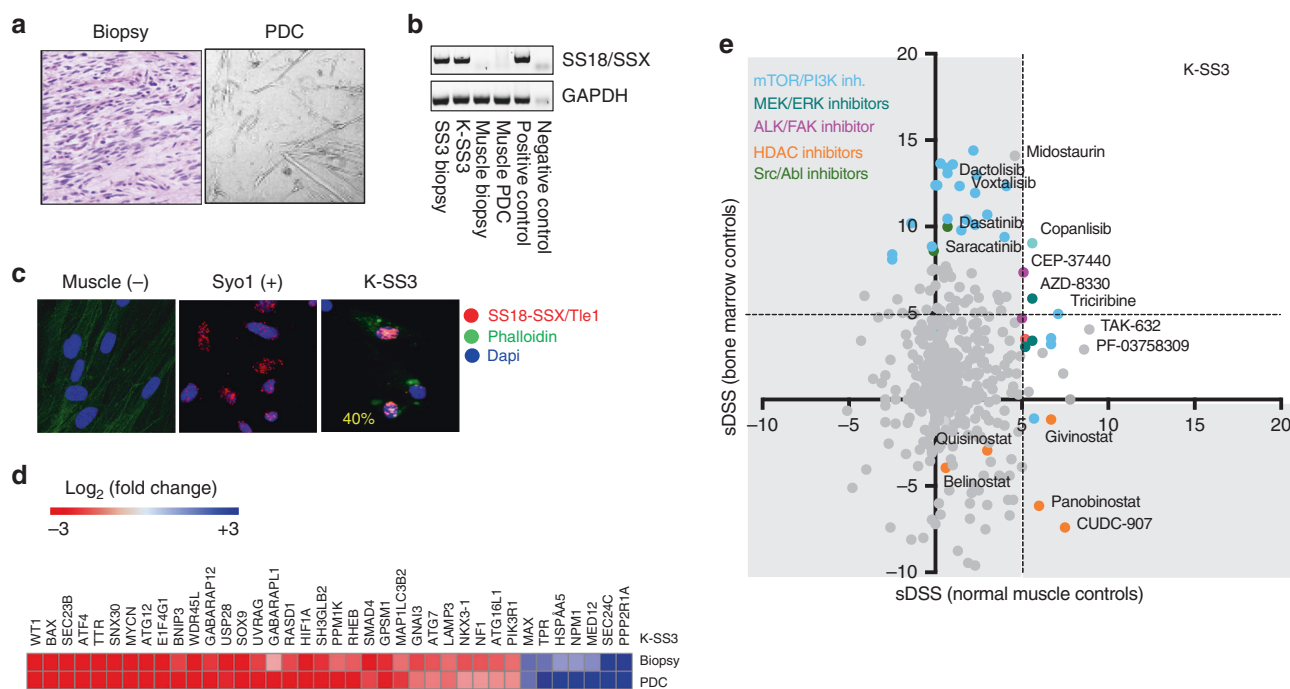 a
Biopsy
PDC
b
SS18/SSX
GAPDH
SS3 biopsy
K-SS3
Muscle biopsy
Muscle PDC
Positive control
Negative control
c
Muscle (–)
Syo1 (+)
K-SS3
40%
SS18-SSX/Tle1
Phalloidin
Dapi
d
Log2 (fold change)
–3
+3
WT1
BAX
SEC23B
ATF4
TTR
SNX30
MYCN
ATG12
E1F4G1
BNIP3
WDR45L
GABARAP12
USP28
SOX9
UVRAG
GABARAPL1
RASD1
HIF1A
SH3GLB2
PPM1K
RHEB
SMAD4
GPSM1
MAP1LC3B2
GNAI3
ATG7
LAMP3
NKX3-1
NF1
ATG16L1
PIK3R1
MAX
TPR
HSPÅA5
NPM1
MED12
SEC24C
PPP2R1A
K-SS3
Biopsy
PDC
e
20
K-SS3
mTOR/PI3K inh.
MEK/ERK inhibitors
ALK/FAK inhibitor
HDAC inhibitors
Src/Abl inhibitors
15
Midostaurin
Dactolisib
Voxtalisib
10
Dasatinib
Copanlisib
Saracatinib
CEP-37440
AZD-8330
Triciribine
5
TAK-632
PF-03758309
sDSS (bone marrow controls)
–10
–5
5
10
15
20
Quisinostat
Givinostat
Belinostat
–5
Panobinostat
CUDC-907
–10
sDSS (normal muscle controls)